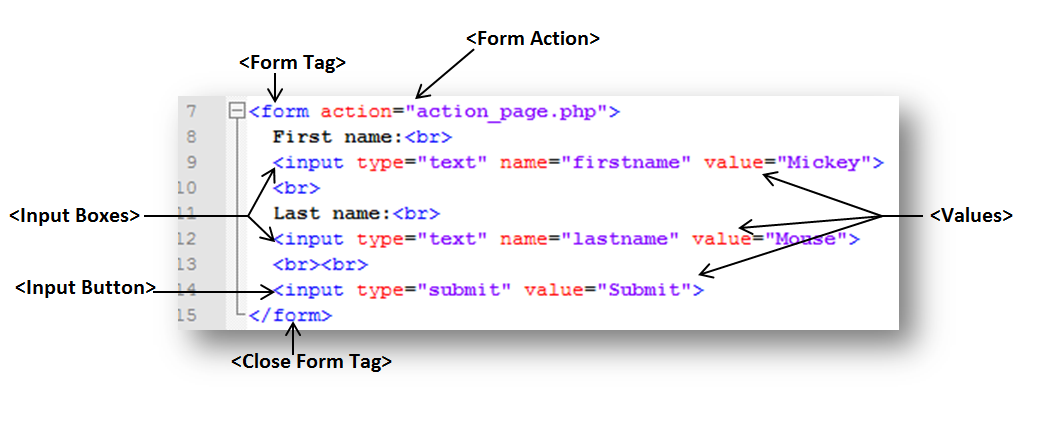 <Form Action>
<Form Tag>
7 <form action="action_page.php">
8 First name:<br>
9 <input type="text" name="firstname" value="Mickey">
10 <br>
<Input Boxes>
<Values>
11 Last name:<br>
12 <input type="text" name="lastname" value="Mouse">
13 <br><br>
<Input Button>
14 <input type="submit" value="Submit">
15 </form>
<Close Form Tag>